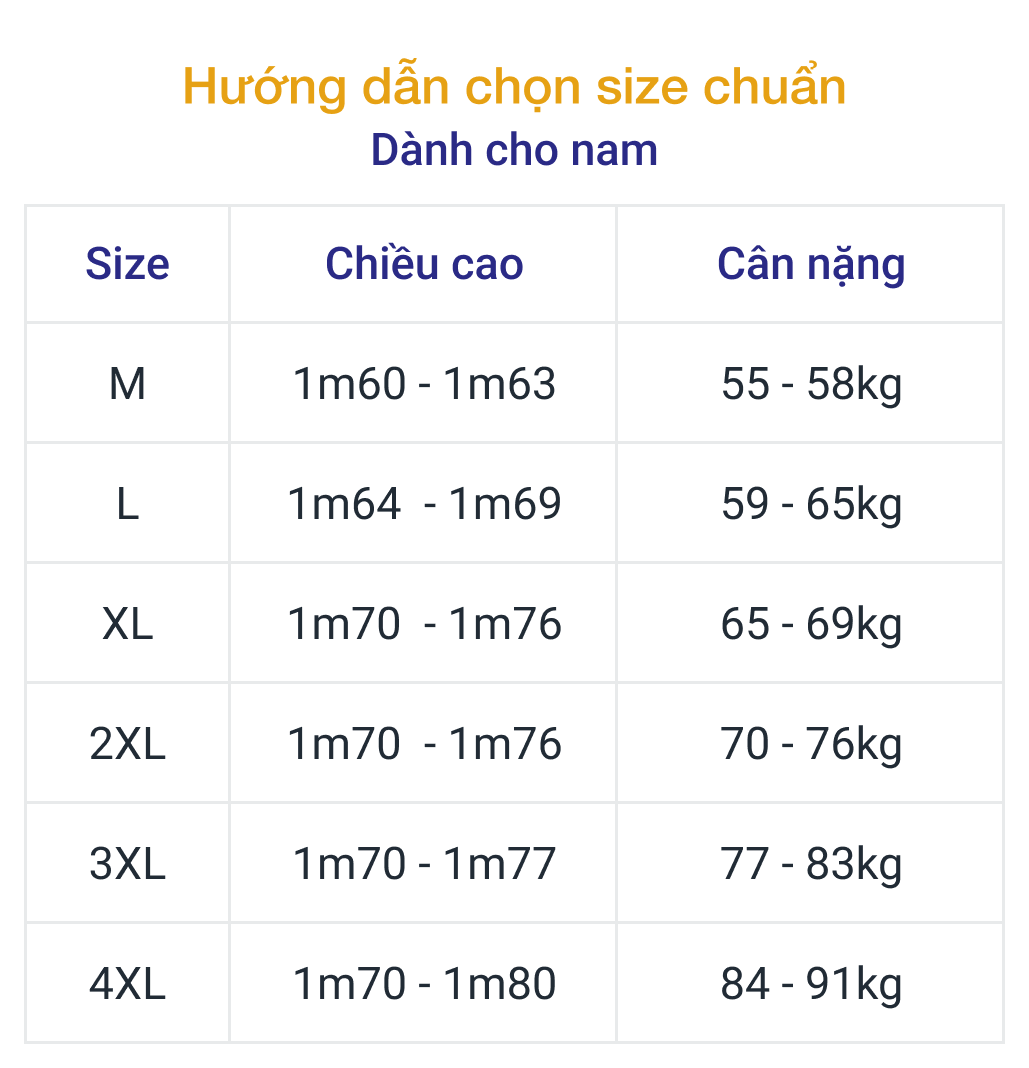 Hướng dẫn chọn size chuẩn
Dành cho nam
Size Chiều cao Cân nặng
M 1m60 - 1m63 55 - 58kg
L 1m64 - 1m69 59 - 65kg
XL 1m70 - 1m76 65 - 69kg
2XL 1m70 - 1m76 70 - 76kg
3XL 1m70 - 1m77 77 - 83kg
4XL 1m70 - 1m80 84 - 91kg